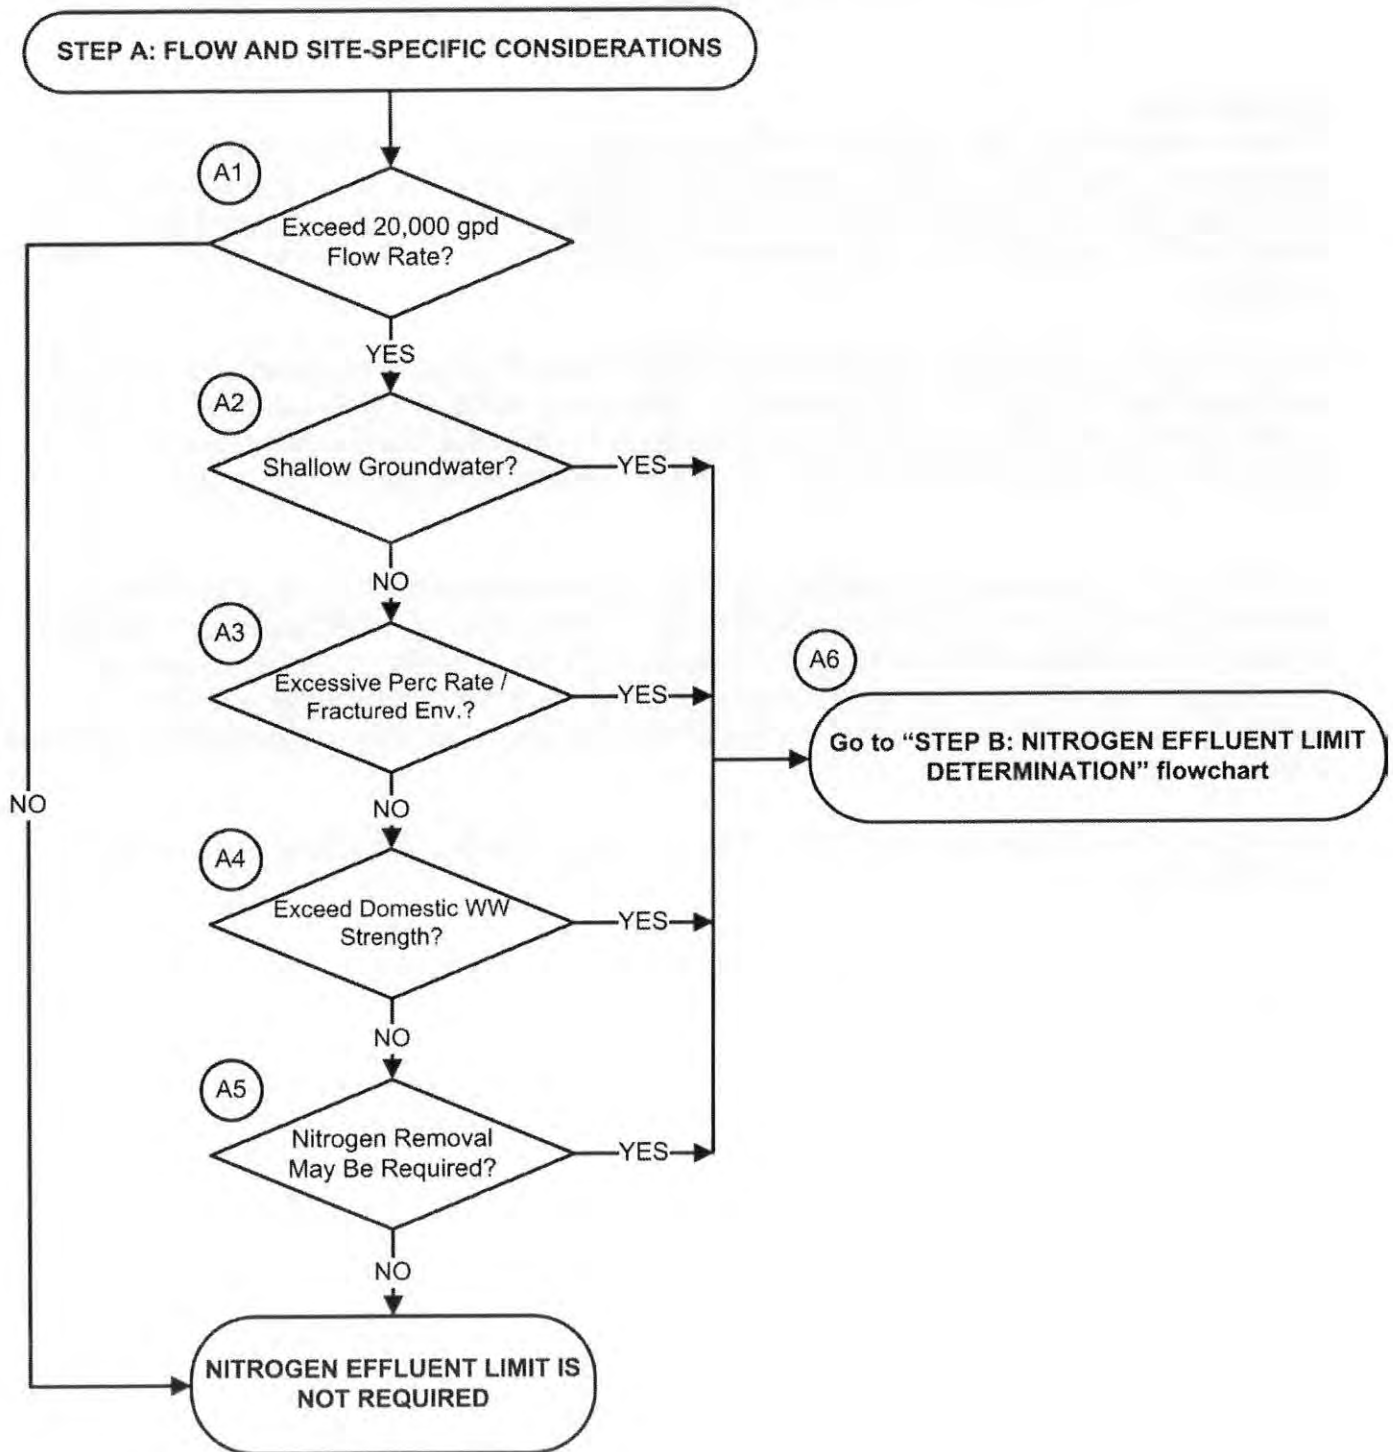 STEP A: FLOW AND SITE-SPECIFIC CONSIDERATIONS
A1
Exceed 20,000 gpd
Flow Rate?
YES
A2
Shallow Groundwater?
YES
NO
A3
Excessive Perc Rate /
Fractured Env.?
YES
A6
Go to “STEP B: NITROGEN EFFLUENT LIMIT
DETERMINATION” flowchart
NO
NO
A4
Exceed Domestic WW
Strength?
YES
NO
A5
Nitrogen Removal
May Be Required?
YES
NO
NITROGEN EFFLUENT LIMIT IS
NOT REQUIRED